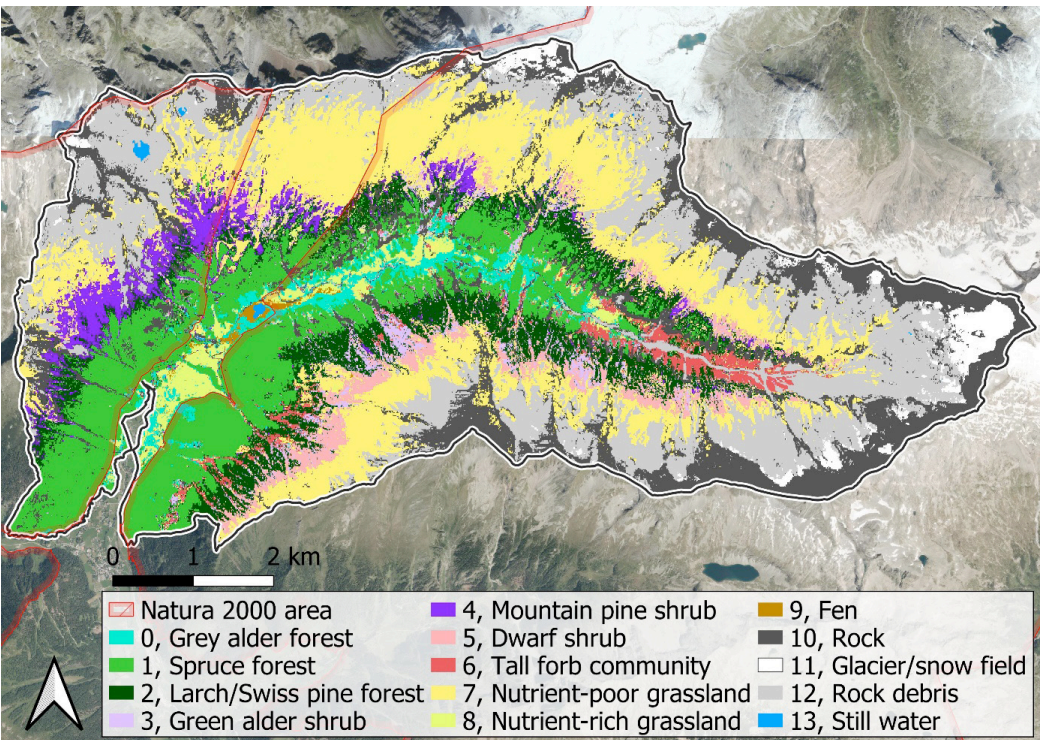 0 1 2 km
Natura 2000 area
0, Grey alder forest
1, Spruce forest
2, Larch/Swiss pine forest
3, Green alder shrub
4, Mountain pine shrub
5, Dwarf shrub
6, Tall forb community
7, Nutrient-poor grassland
8, Nutrient-rich grassland
9, Fen
10, Rock
11, Glacier/snow field
12, Rock debris
13, Still water